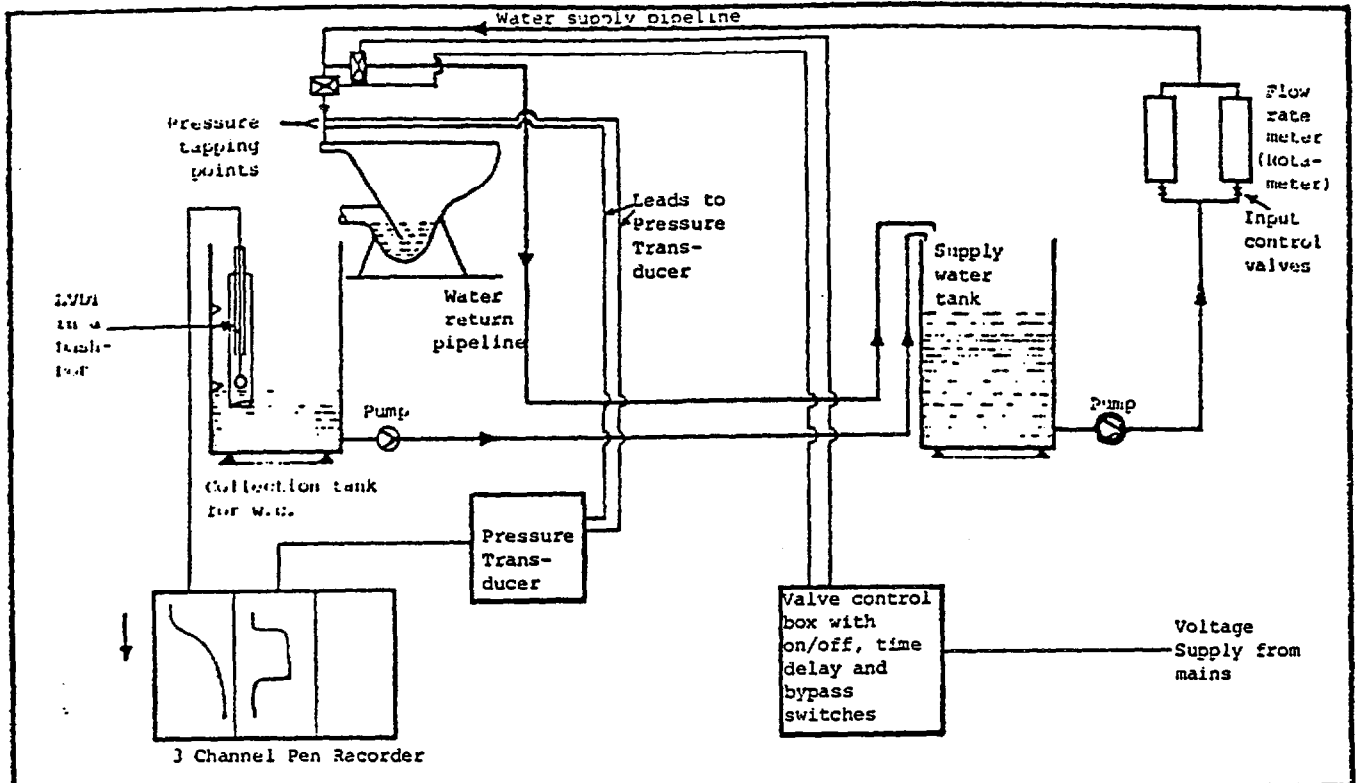 Water supply pipeline
Pressure
tapping
points
Flow
rate
meter
(Rota-
meter)
Input
control
valves
Leads to
Pressure
Trans-
ducer
Supply
water
tank
Water
return
pipeline
LVDT
in a
Pump
Pump
Collection tank
for w.c.
Pressure
Trans-
ducer
Valve control
box with
on/off, time
delay and
bypass
switches
Voltage
Supply from
mains
3 Channel Pen Recorder